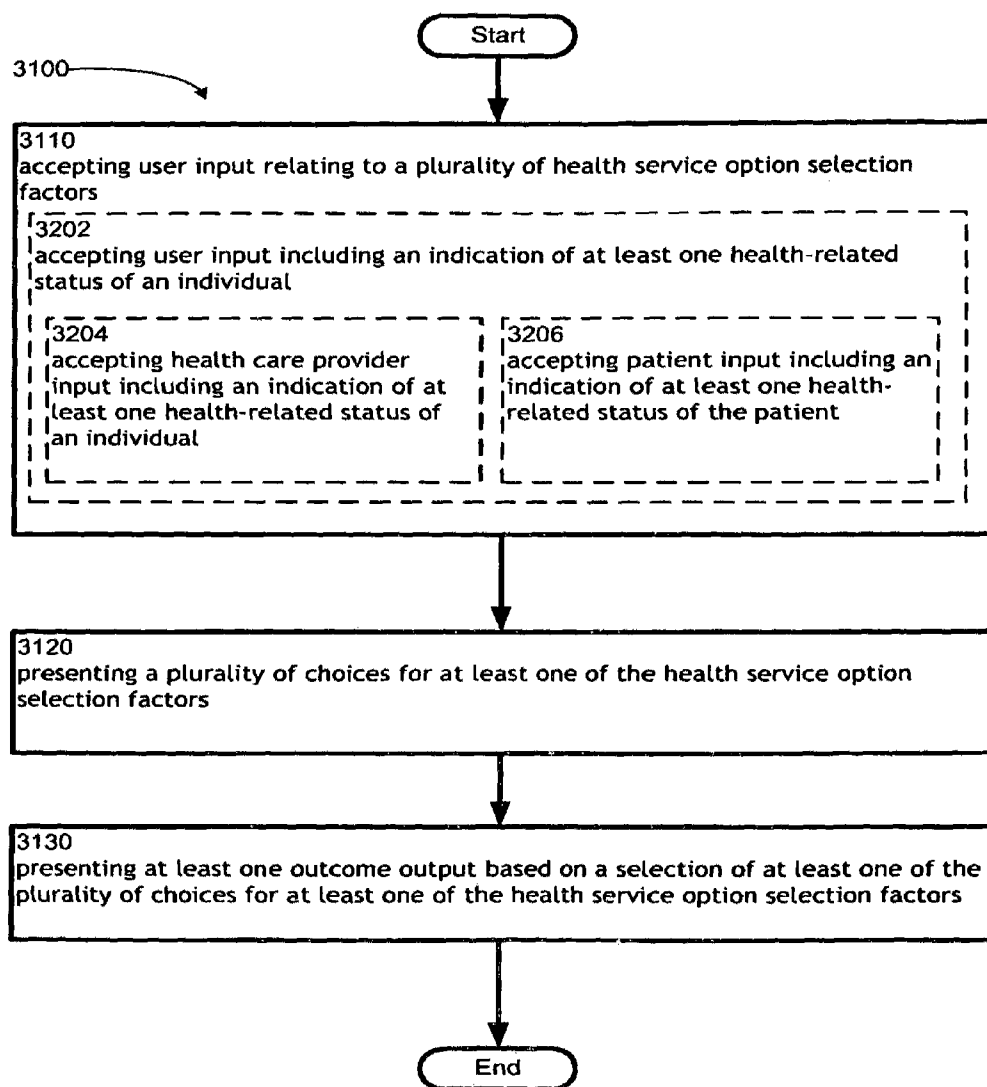 Start
3100
3110
accepting user input relating to a plurality of health service option selection
factors
3202
accepting user input including an indication of at least one health-related
status of an individual
3204
accepting health care provider
input including an indication of at
least one health-related status of
an individual
3206
accepting patient input including an
indication of at least one health-
related status of the patient
3120
presenting a plurality of choices for at least one of the health service option
selection factors
3130
presenting at least one outcome output based on a selection of at least one of the
plurality of choices for at least one of the health service option selection factors
End